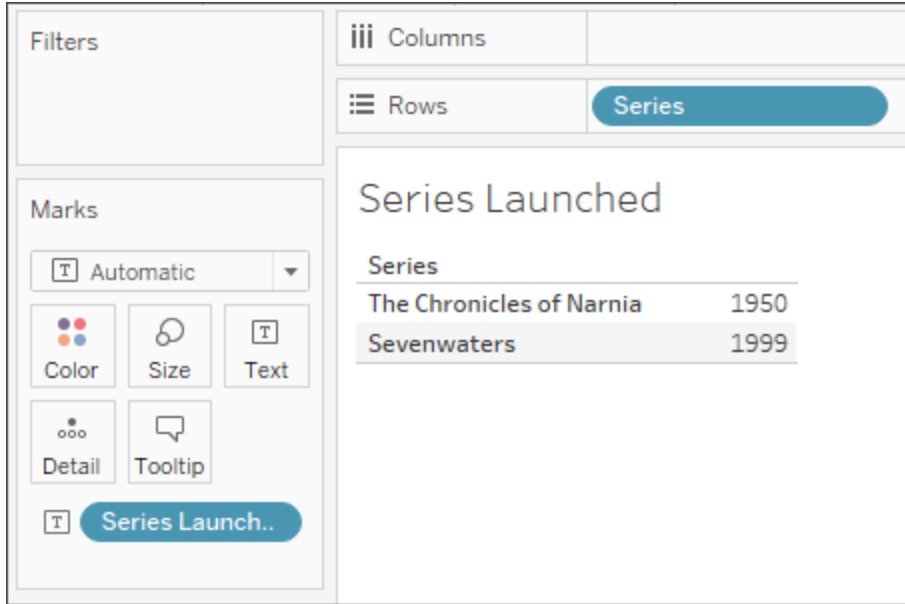 Filters
Columns
Rows Series
Marks
T Automatic
Color Size T Text
Detail Tooltip
T Series Launch..
Series Launched
Series
The Chronicles of Narnia 1950
Sevenwaters 1999